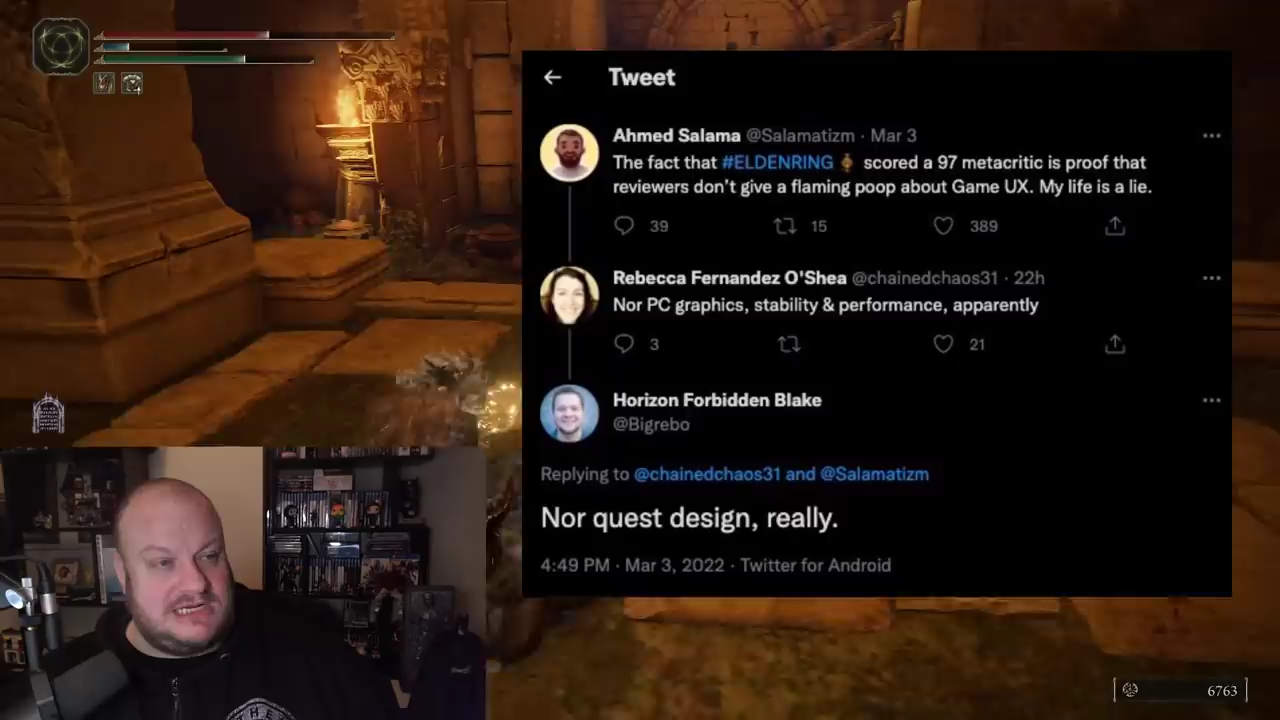 Tweet
Ahmed Salama @Salamatizm · Mar 3
The fact that #ELDENRING scored a 97 metacritic is proof that
reviewers don't give a flaming poop about Game UX. My life is a lie.
39 15 389
Rebecca Fernandez O'Shea @chainedchaos31 · 22h
Nor PC graphics, stability & performance, apparently
3 21
Horizon Forbidden Blake
@Bigrebo
Replying to @chainedchaos31 and @Salamatizm
Nor quest design, really.
4:49 PM · Mar 3, 2022 · Twitter for Android
6763